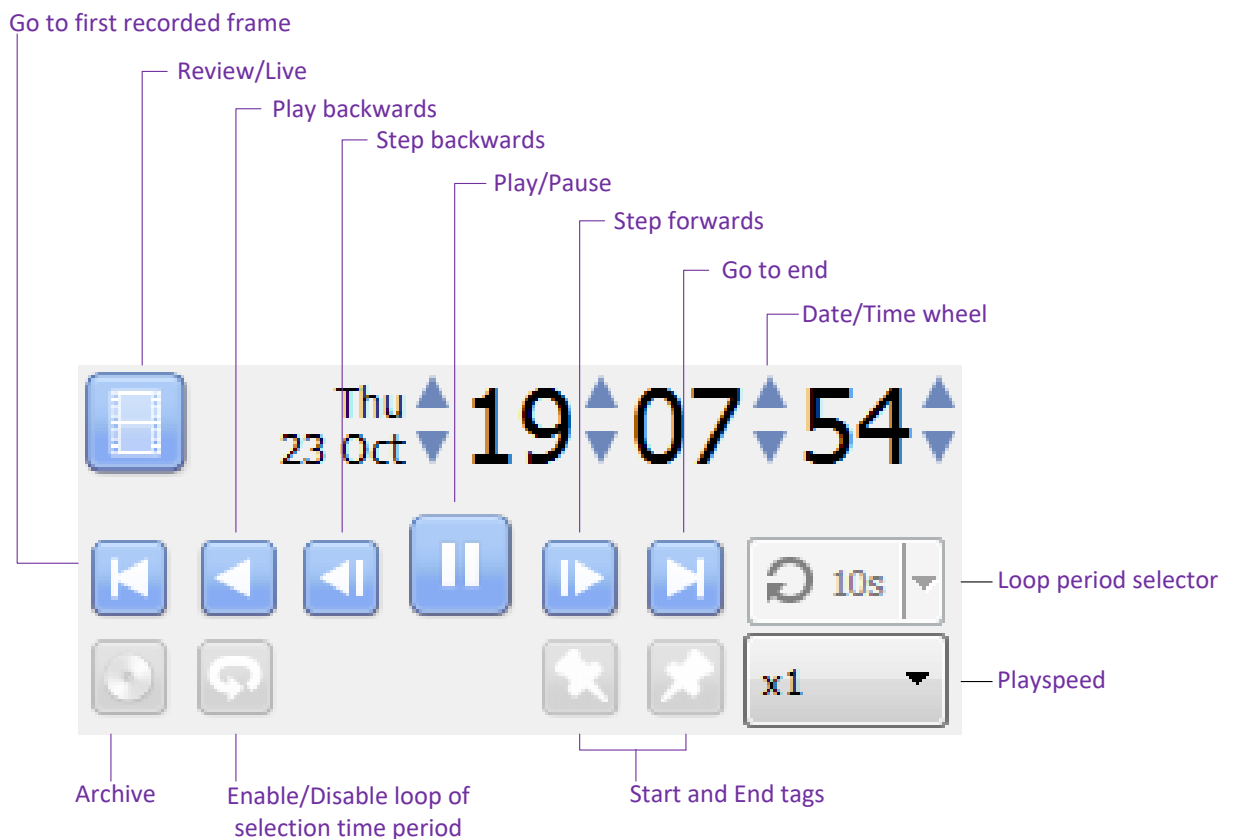 Go to first recorded frame
Review/Live
Play backwards
Step backwards
Play/Pause
Step forwards
Go to end
Date/Time wheel
Thu
23 Oct
19 07 54
10s
Loop period selector
x1
Playspeed
Archive
Enable/Disable loop of
selection time period
Start and End tags